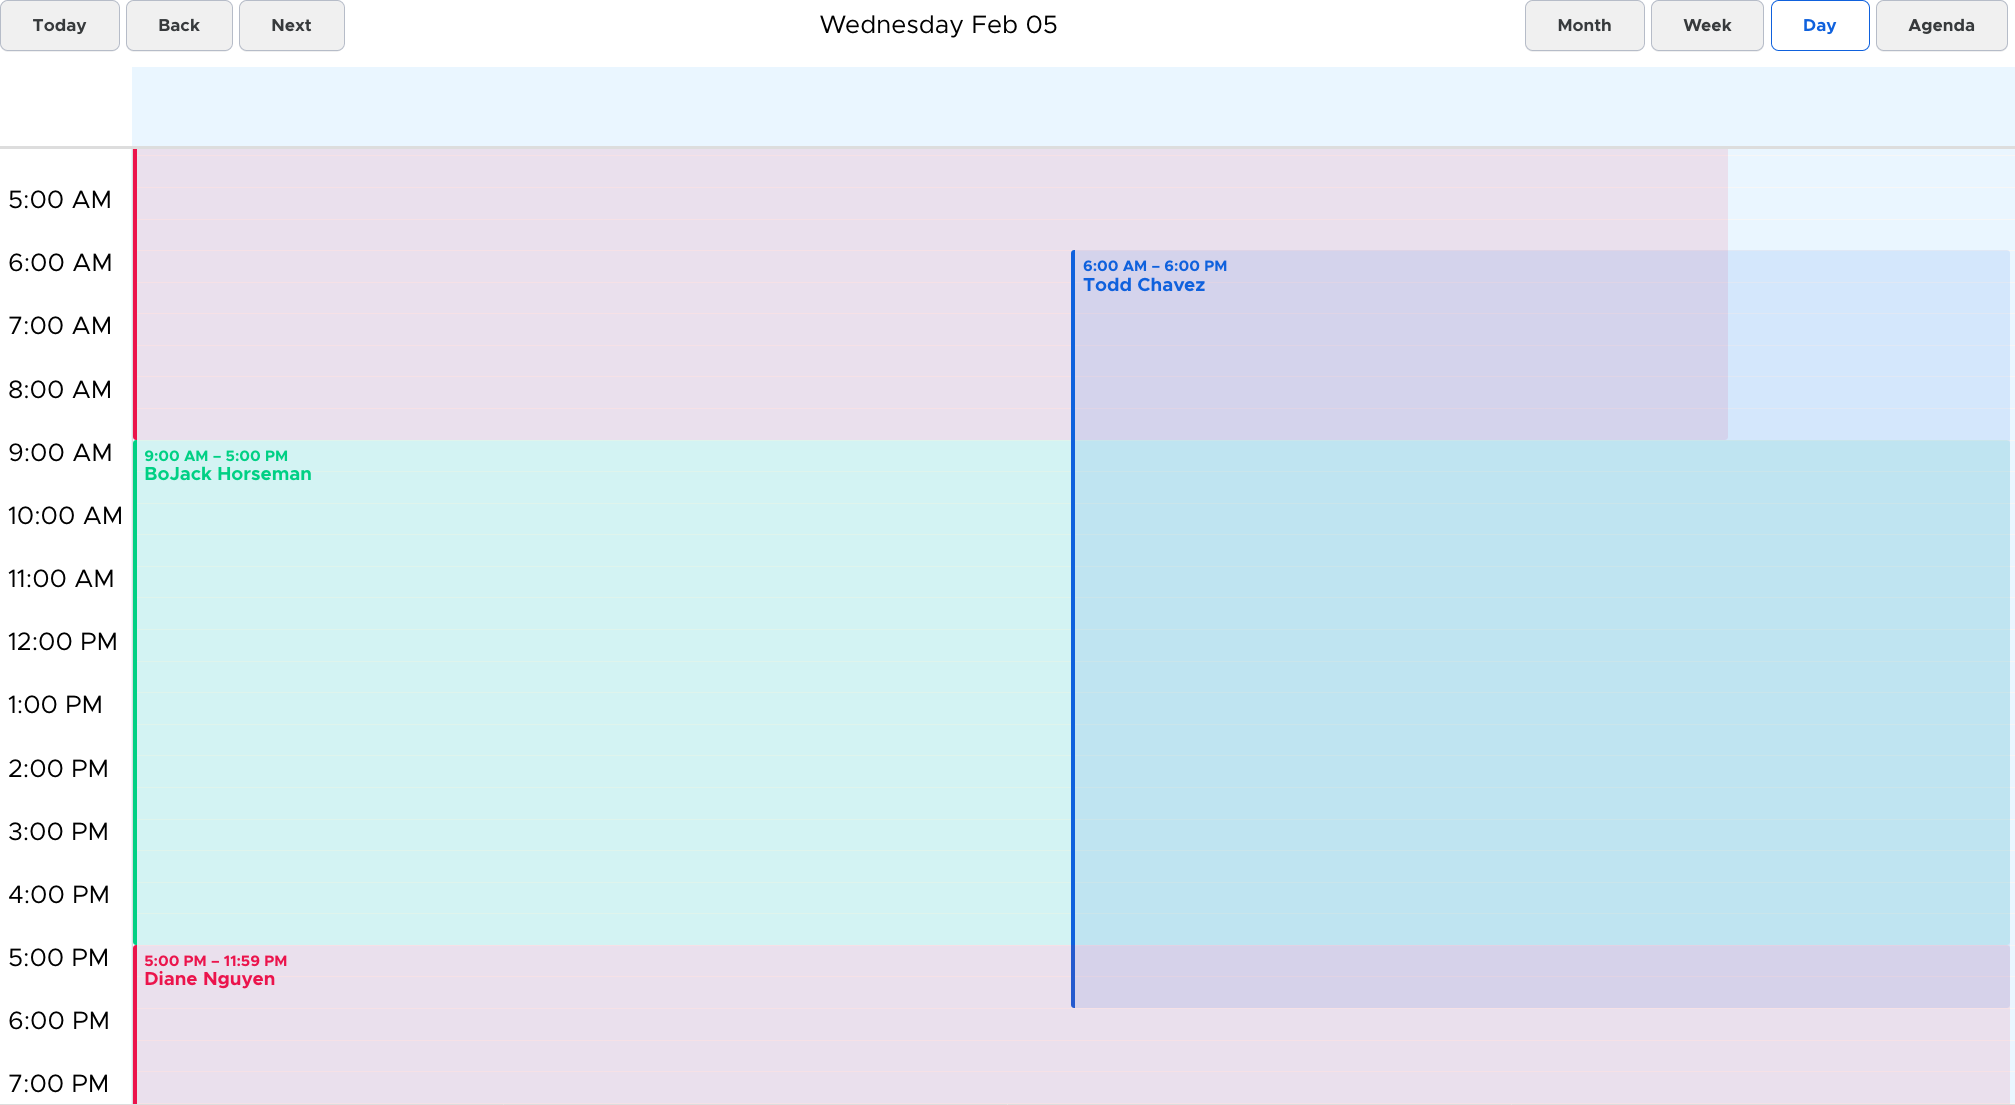 Today
Back
Next
Wednesday Feb 05
Month
Week
Day
Agenda
5:00 AM
6:00 AM
6:00 AM – 6:00 PM
Todd Chavez
7:00 AM
8:00 AM
9:00 AM
9:00 AM – 5:00 PM
BoJack Horseman
10:00 AM
11:00 AM
12:00 PM
1:00 PM
2:00 PM
3:00 PM
4:00 PM
5:00 PM
5:00 PM – 11:59 PM
Diane Nguyen
6:00 PM
7:00 PM